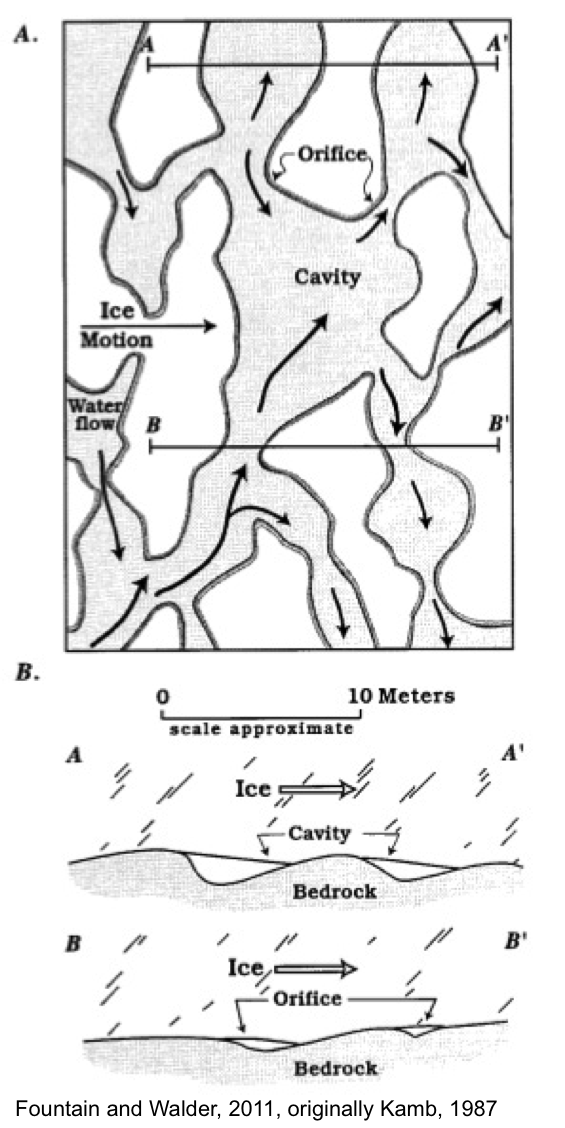 A.
A A'
Orifice
Cavity
Ice
Motion
Water
flow
B B'
B.
0 10 Meters
scale approximate
A A'
Ice
Cavity
Bedrock
B B'
Ice
Orifice
Bedrock
Fountain and Walder, 2011, originally Kamb, 1987